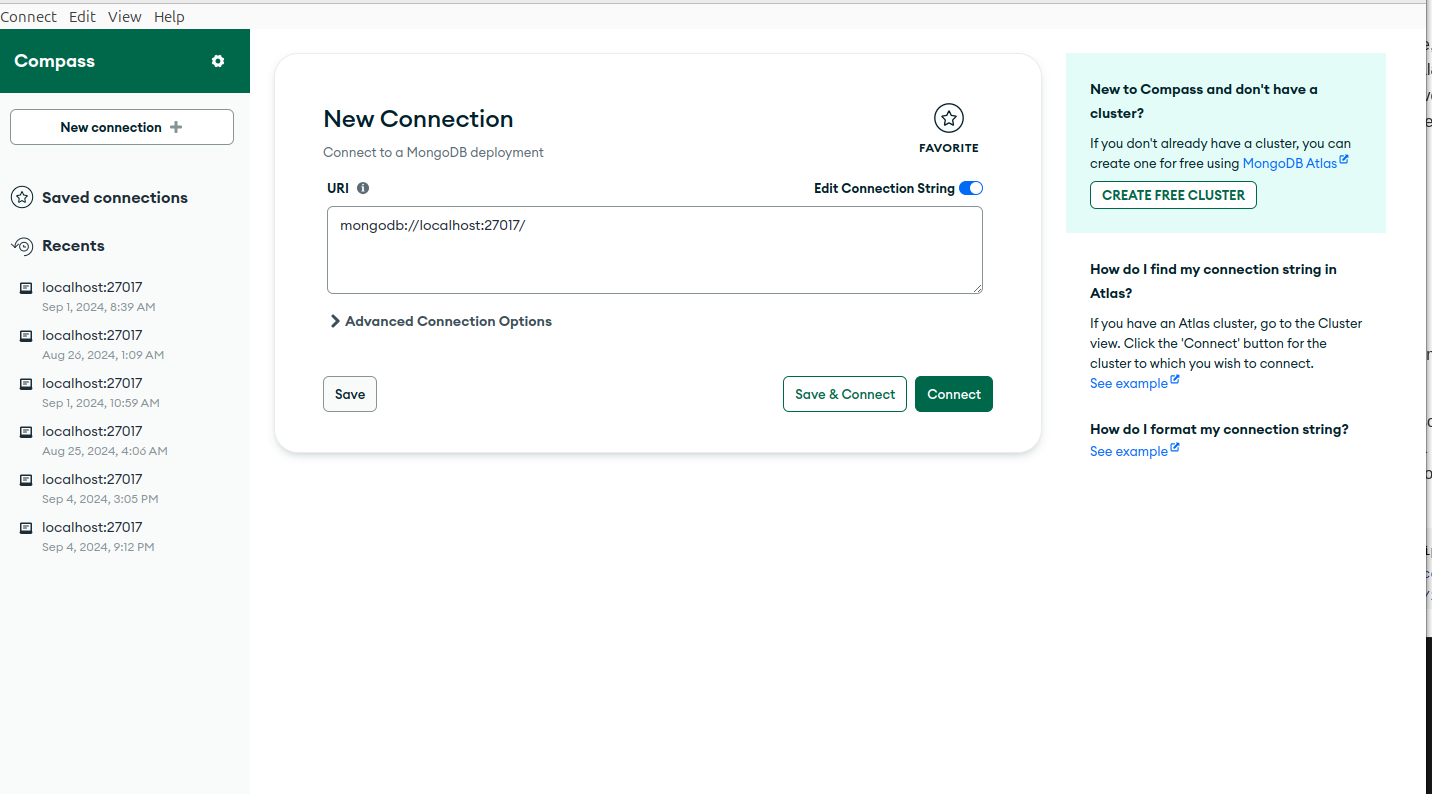 Connect Edit View Help
Compass
New connection
Saved connections
Recents
localhost:27017
Sep 1, 2024, 8:39 AM
localhost:27017
Aug 26, 2024, 1:09 AM
localhost:27017
Sep 1, 2024, 10:59 AM
localhost:27017
Aug 25, 2024, 4:06 AM
localhost:27017
Sep 4, 2024, 3:05 PM
localhost:27017
Sep 4, 2024, 9:12 PM
New Connection
Connect to a MongoDB deployment
FAVORITE
URI
Edit Connection String
mongodb://localhost:27017/
Advanced Connection Options
Save
Save & Connect
Connect
New to Compass and don't have a
cluster?
If you don't already have a cluster, you can
create one for free using MongoDB Atlas
CREATE FREE CLUSTER
How do I find my connection string in
Atlas?
If you have an Atlas cluster, go to the Cluster
view. Click the 'Connect' button for the
cluster to which you wish to connect.
See example
How do I format my connection string?
See example